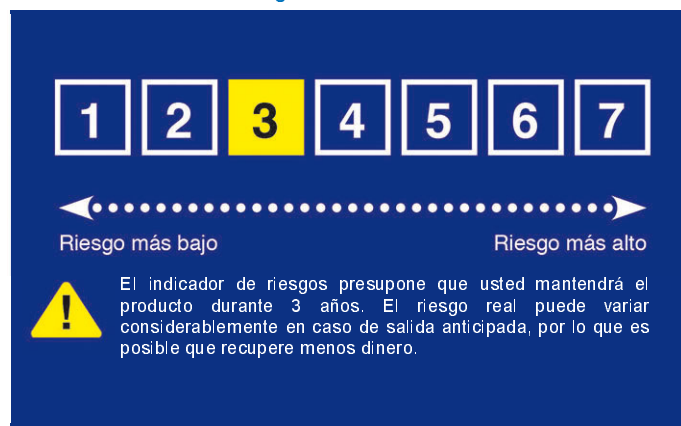 1 2 3 4 5 6 7
Riesgo más bajo Riesgo más alto
!
El indicador de riesgos presupone que usted mantendrá el
producto durante 3 años. El riesgo real puede variar
considerablemente en caso de salida anticipada, por lo que es
posible que recupere menos dinero.